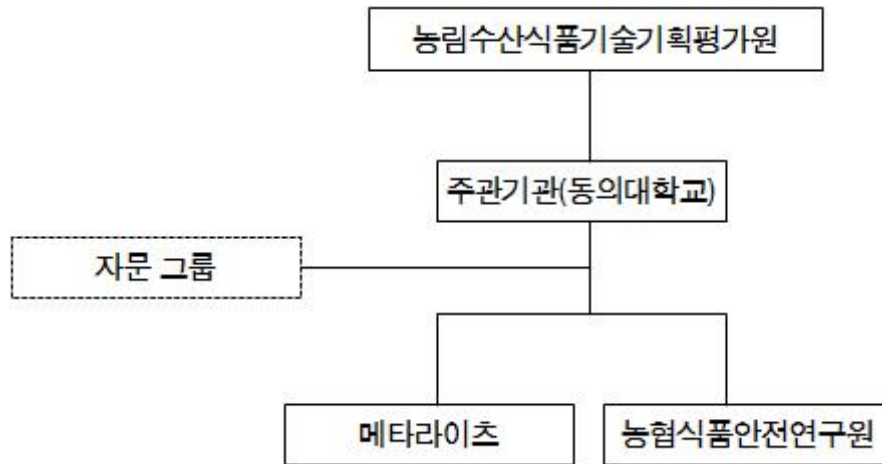 농림수산식품기술기획평가원
주관기관(동의대학교)
자문 그룹
메타라이츠
농협식품안전연구원